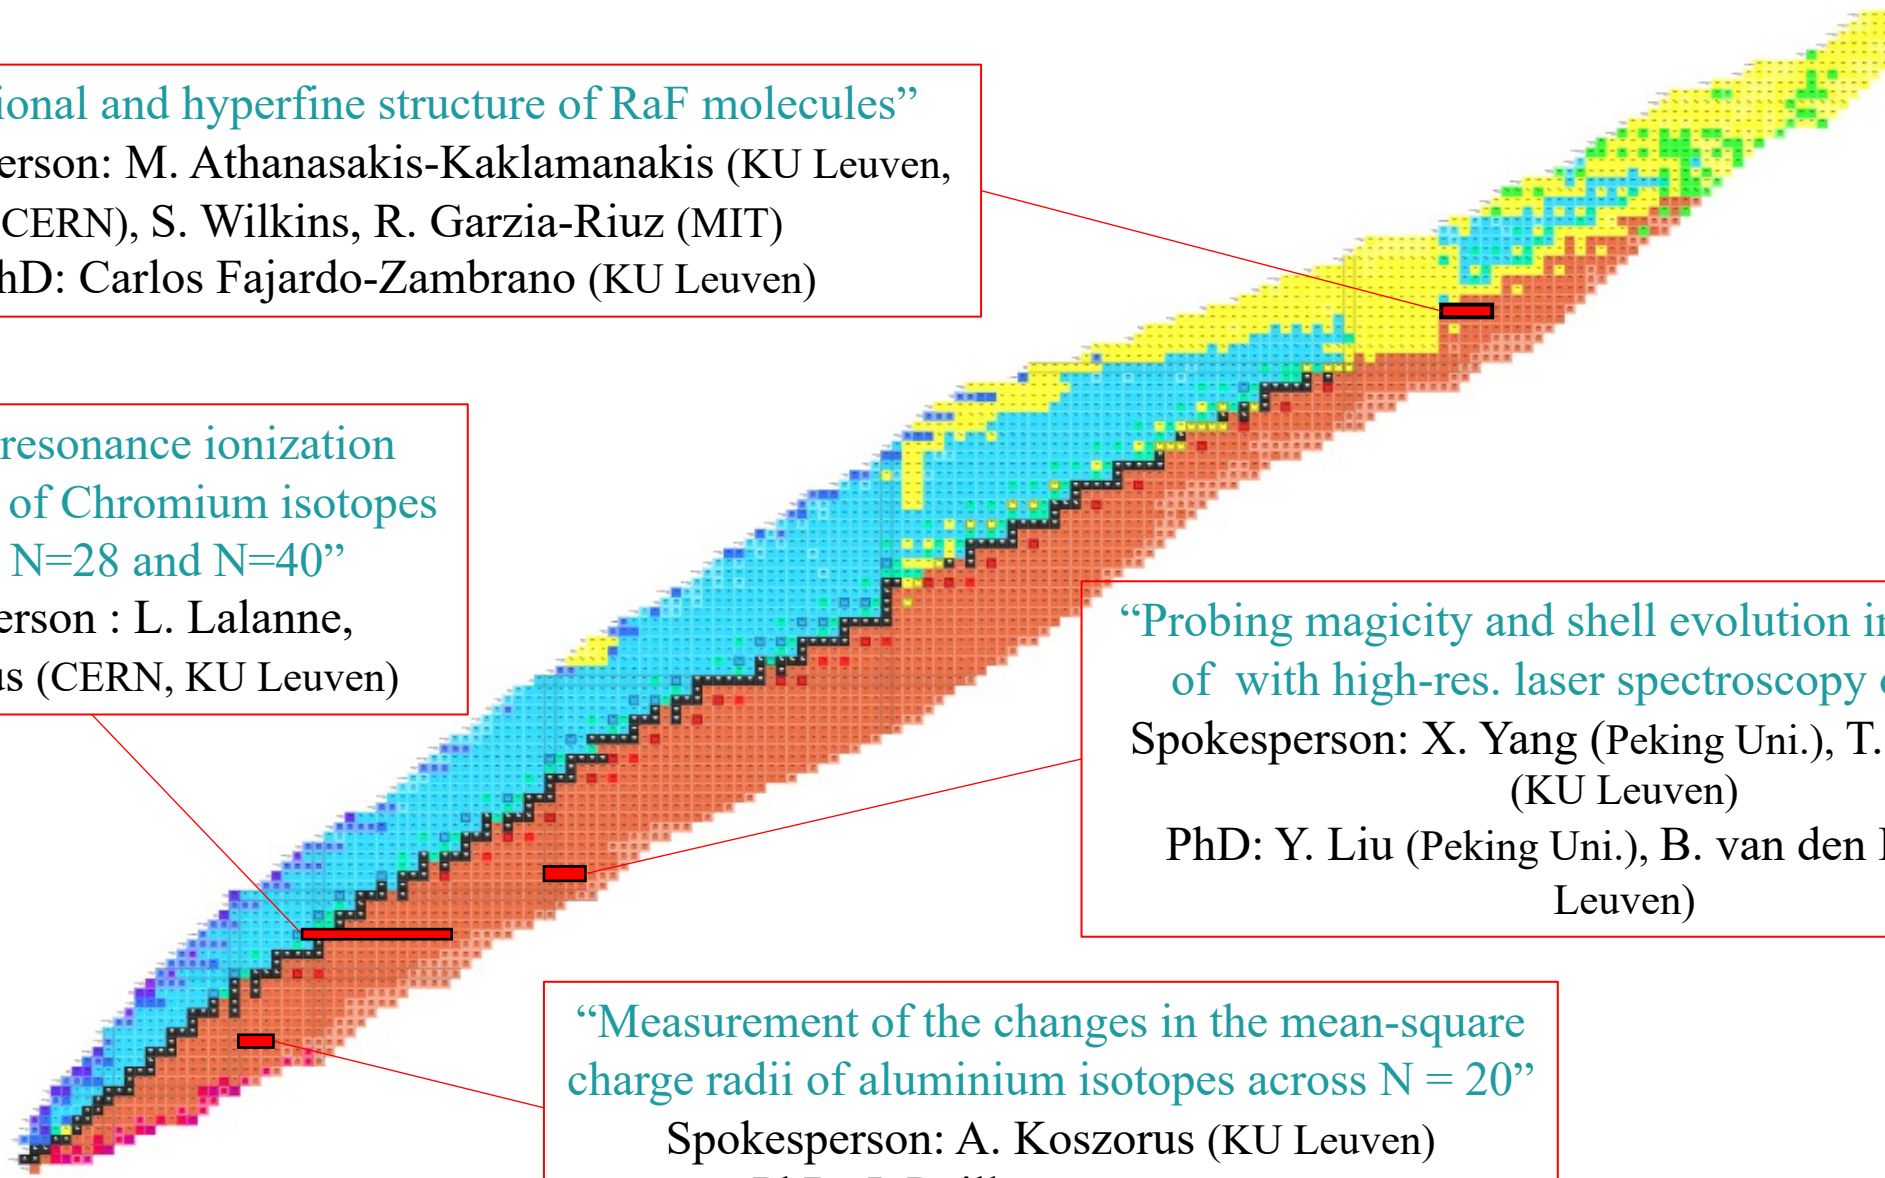 ional and hyperfine structure of RaF molecules”
erson: M. Athanasakis-Kaklamanakis (KU Leuven,
CERN), S. Wilkins, R. Garzia-Riuz (MIT)
hD: Carlos Fajardo-Zambrano (KU Leuven)
resonance ionization
of Chromium isotopes
N=28 and N=40”
erson : L. Lalanne,
us (CERN, KU Leuven)
“Probing magicity and shell evolution in
of with high-res. laser spectroscopy
Spokesperson: X. Yang (Peking Uni.), T.
(KU Leuven)
PhD: Y. Liu (Peking Uni.), B. van den
Leuven)
“Measurement of the changes in the mean-square
charge radii of aluminium isotopes across N = 20”
Spokesperson: A. Koszorus (KU Leuven)